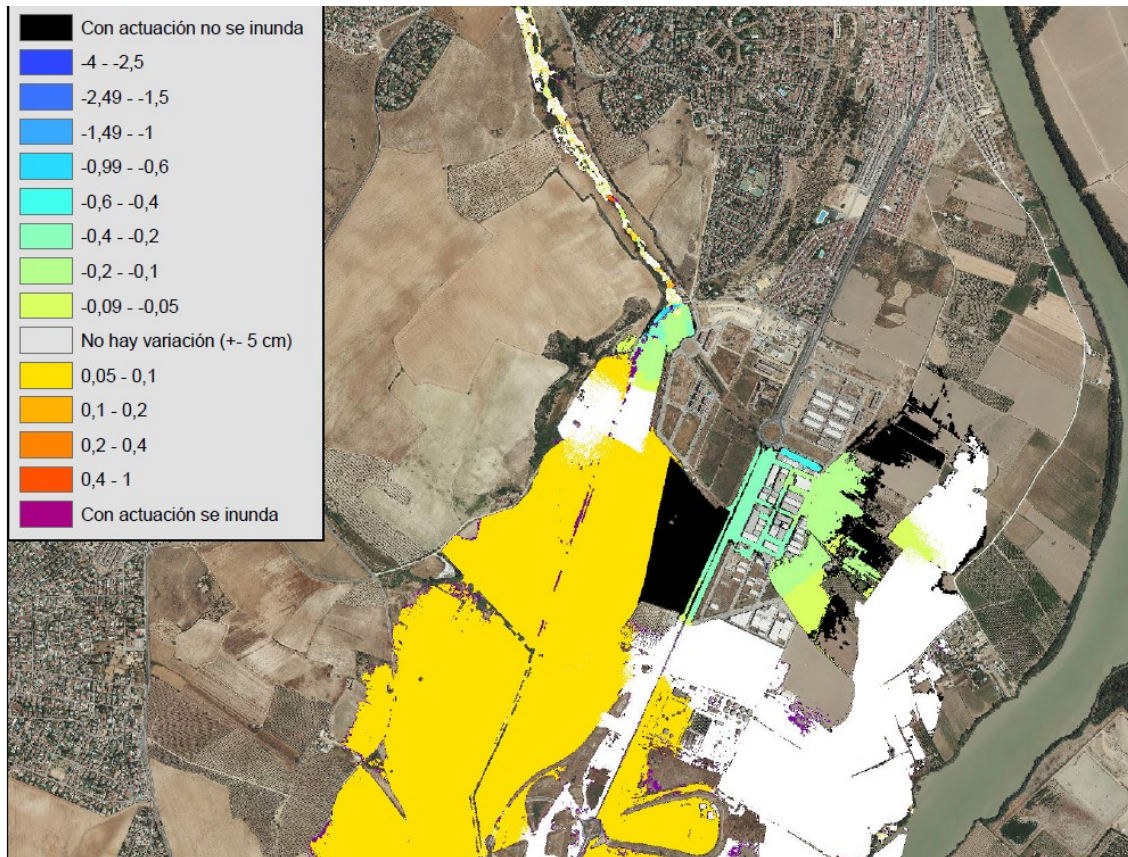 Con actuación no se inunda
-4 - -2,5
-2,49 - -1,5
-1,49 - -1
-0,99 - -0,6
-0,6 - -0,4
-0,4 - -0,2
-0,2 - -0,1
-0,09 - -0,05
No hay variación (+- 5 cm)
0,05 - 0,1
0,1 - 0,2
0,2 - 0,4
0,4 - 1
Con actuación se inunda